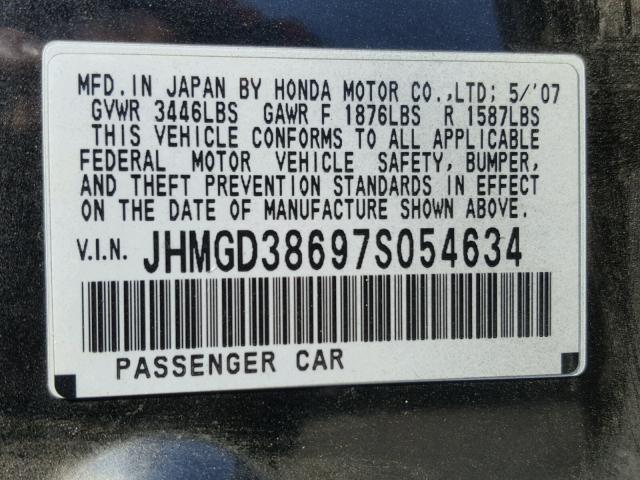 MFD. IN JAPAN BY HONDA MOTOR CO.,LTD; 5/'07
GVWR 3446LBS GAWR F 1876LBS R 1587LBS
THIS VEHICLE CONFORMS TO ALL APPLICABLE
FEDERAL MOTOR VEHICLE SAFETY, BUMPER,
AND THEFT PREVENTION STANDARDS IN EFFECT
ON THE DATE OF MANUFACTURE SHOWN ABOVE.
V.I.N. JHMGD38697S054634
PASSENGER CAR